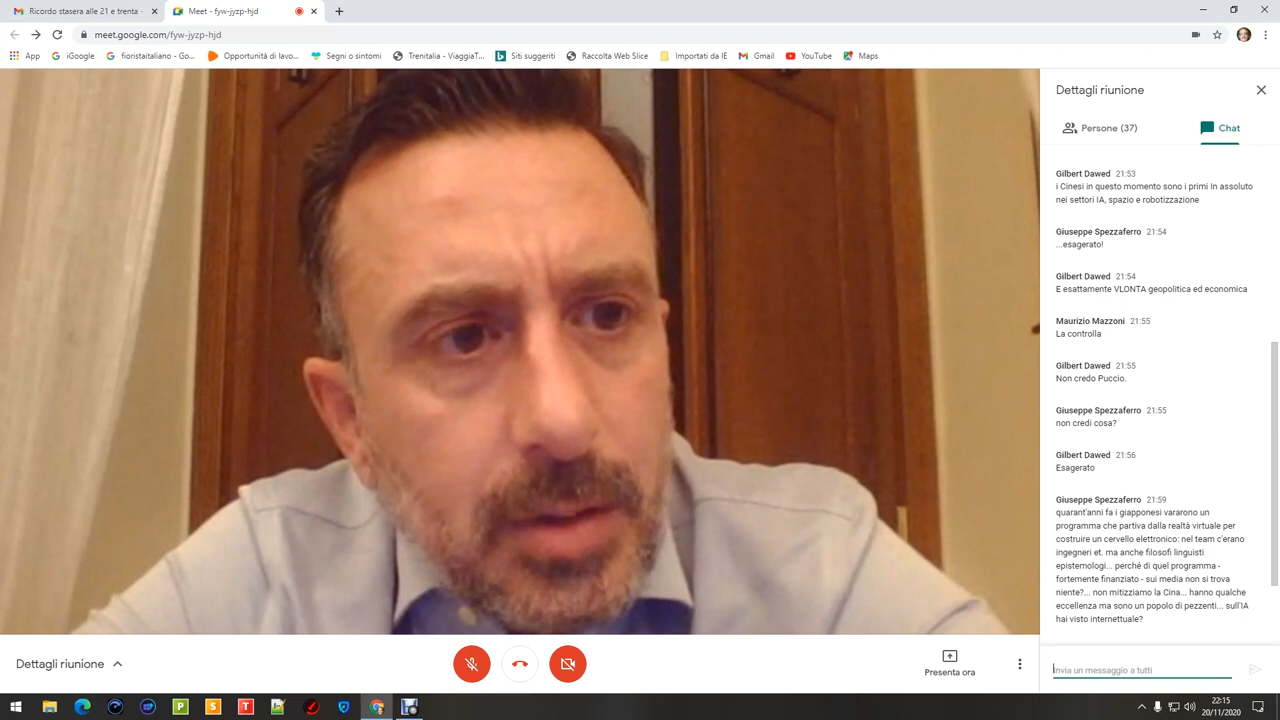 Ricordo stasera alle 21 e trenta -
Meet - fyw-jyzp-hjd
meet.google.com/fyw-jyzp-hjd
App
iGoogle
fioristaitaliano - Go...
Opportunità di lavo...
Segni o sintomi
Trenitalia - ViaggiaT...
Siti suggeriti
Raccolta Web Slice
Importati da IE
Gmail
YouTube
Maps
Dettagli riunione
Persone (37)
Chat
Gilbert Dawed 21:53
i Cinesi in questo momento sono i primi In assoluto
nei settori IA, spazio e robotizzazione
Giuseppe Spezzaferro 21:54
...esagerato!
Gilbert Dawed 21:54
E esattamente VLONTA geopolitica ed economica
Maurizio Mazzoni 21:55
La controlla
Gilbert Dawed 21:55
Non credo Puccio.
Giuseppe Spezzaferro 21:55
non credi cosa?
Gilbert Dawed 21:56
Esagerato
Giuseppe Spezzaferro 21:59
quarant'anni fa i giapponesi vararono un
programma che partiva dalla realtà virtuale per
costruire un cervello elettronico: nel team c'erano
ingegneri et. ma anche filosofi linguisti
epistemologi... perché di quel programma -
fortemente finanziato - sui media non si trova
niente?... non mitizziamo la Cina... hanno qualche
eccellenza ma sono un popolo di pezzenti... sull'IA
hai visto internettuale?
Invia un messaggio a tutti
Dettagli riunione
Presenta ora
P
S
T
22:15
20/11/2020